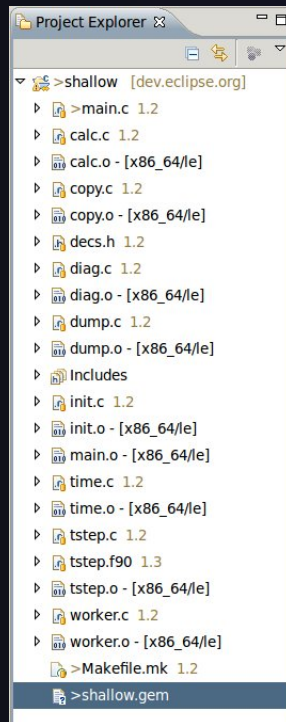 Project Explorer
>shallow [dev.eclipse.org]
>main.c 1.2
calc.c 1.2
calc.o - [x86_64/le]
copy.c 1.2
copy.o - [x86_64/le]
decs.h 1.2
diag.c 1.2
diag.o - [x86_64/le]
dump.c 1.2
dump.o - [x86_64/le]
Includes
init.c 1.2
init.o - [x86_64/le]
main.o - [x86_64/le]
time.c 1.2
time.o - [x86_64/le]
tstep.c 1.2
tstep.f90 1.3
tstep.o - [x86_64/le]
worker.c 1.2
worker.o - [x86_64/le]
>Makefile.mk 1.2
>shallow.gem